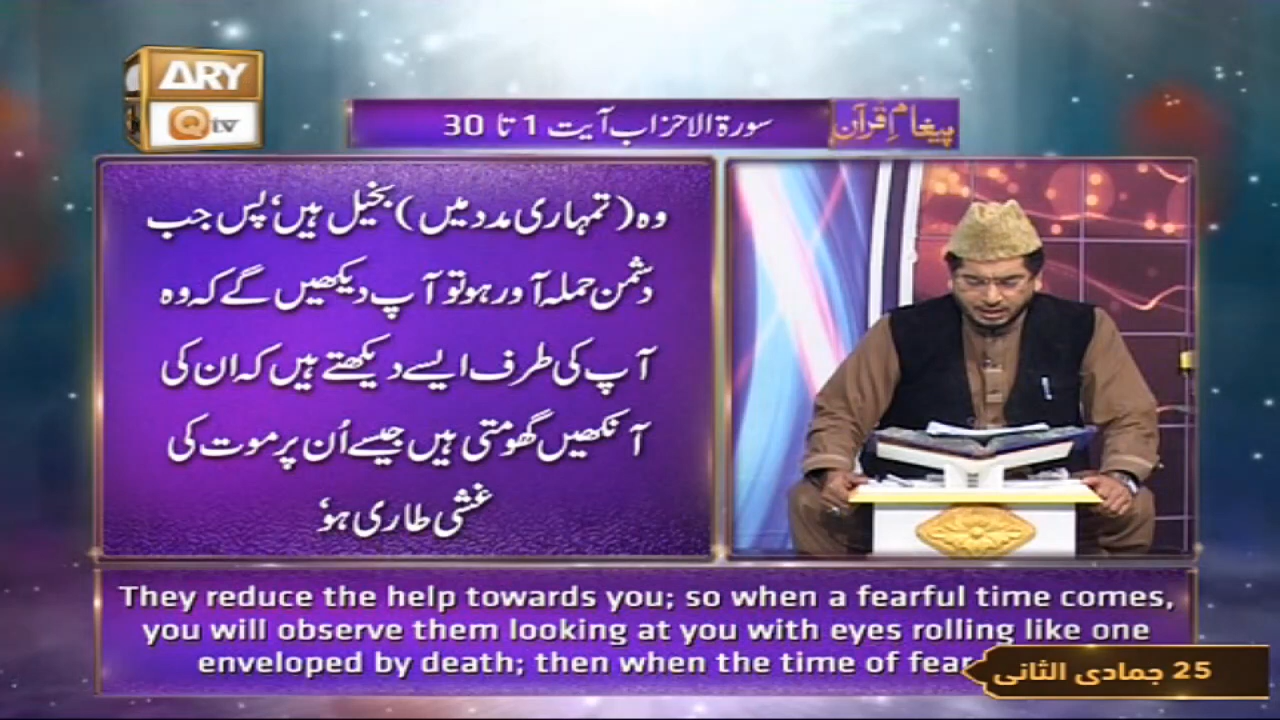 ARY
Qtv
پیغامِ قرآن
سورۃ الاحزاب آیت 1 تا 30
وہ (تمہاری مدد میں) بخیل ہیں، پس جب
دشمن حملہ آور ہو تو آپ دیکھیں گے کہ وہ
آپ کی طرف ایسے دیکھتے ہیں کہ ان کی
آنکھیں گھومتی ہیں جیسے اُن پر موت کی
غشی طاری ہو،
They reduce the help towards you; so when a fearful time comes,
you will observe them looking at you with eyes rolling like one
enveloped by death; then when the time of fear
25 جمادی الثانی